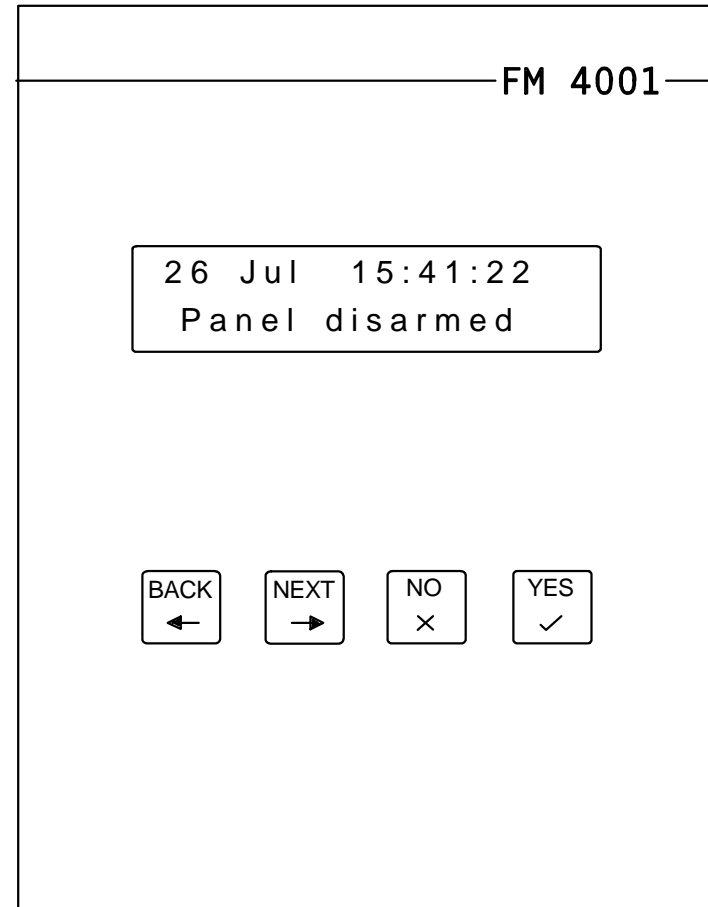 FM 4001
26 Jul 15:41:22
Panel disarmed
BACK NEXT NO YES